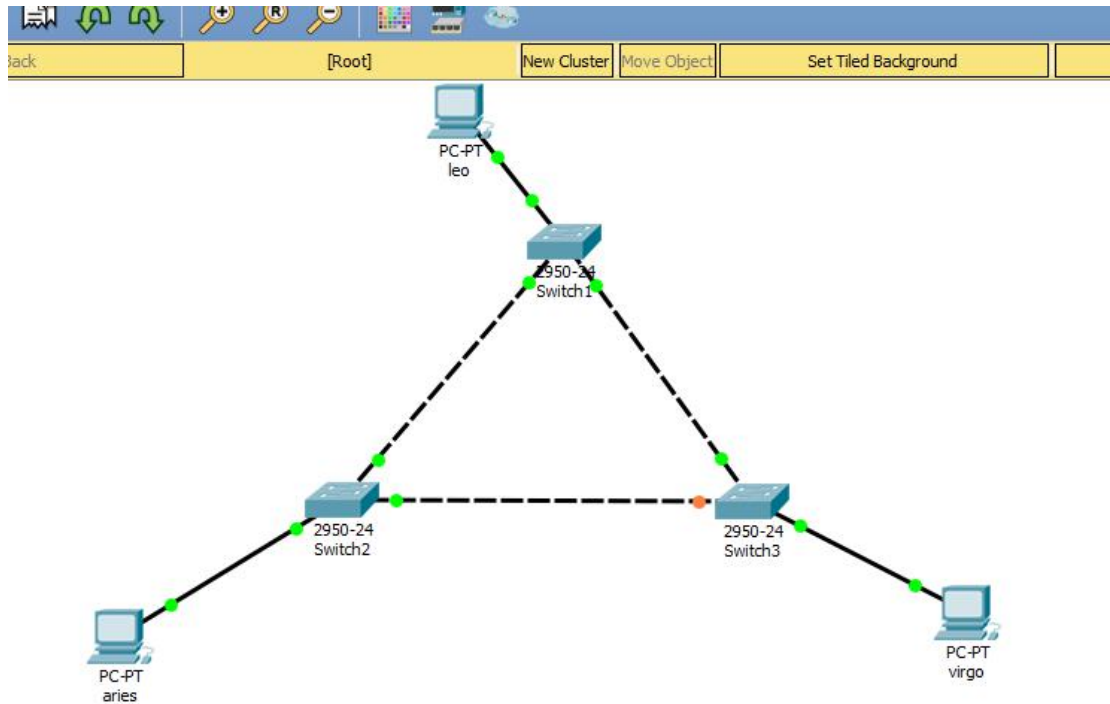 R
Back
[Root]
New Cluster
Move Object
Set Tiled Background
PC-PT
leo
2950-24
Switch1
2950-24
Switch2
2950-24
Switch3
PC-PT
aries
PC-PT
virgo